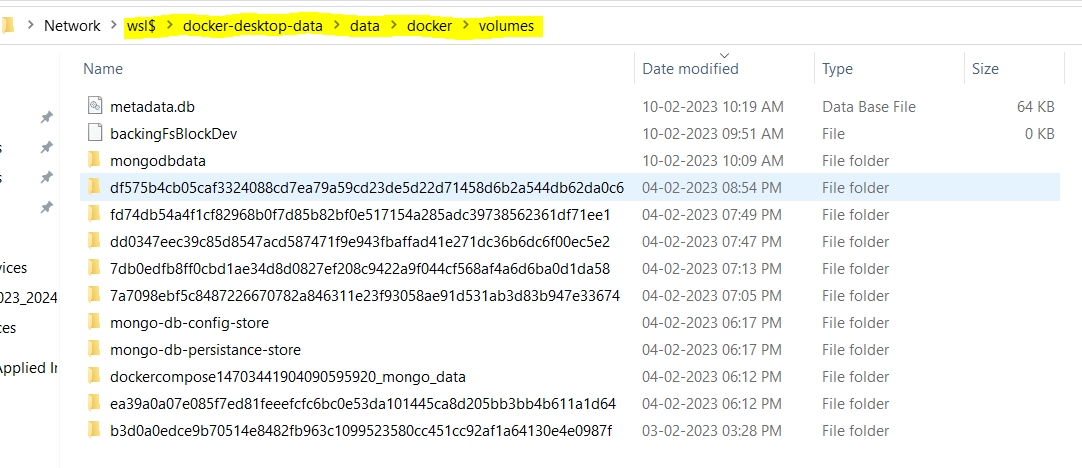 Network > wsl$ > docker-desktop-data > data > docker > volumes
Name Date modified Type Size
metadata.db 10-02-2023 10:19 AM Data Base File 64 KB
backingFsBlockDev 10-02-2023 09:51 AM File 0 KB
mongodbdata 10-02-2023 10:09 AM File folder
df575b4cb05caf3324088cd7ea79a59cd23de5d22d71458d6b2a544db62da0c6 04-02-2023 08:54 PM File folder
fd74db54a4f1cf82968b0f7d85b82bf0e517154a285adc39738562361df71ee1 04-02-2023 07:49 PM File folder
dd0347eec39c85d8547acd587471f9e943fbaffad41e271dc36b6dc6f00ec5e2 04-02-2023 07:47 PM File folder
vices 7db0edfb8ff0cbd1ae34d8d0827ef208c9422a9f044cf568af4a6d6ba0d1da58 04-02-2023 07:13 PM File folder
023_2024 7a7098ebf5c8487226670782a846311e23f93058ae91d531ab3d83b947e33674 04-02-2023 07:05 PM File folder
ces mongo-db-config-store 04-02-2023 06:17 PM File folder
mongo-db-persistance-store 04-02-2023 06:17 PM File folder
Applied In dockercompose14703441904090595920_mongo_data 04-02-2023 06:12 PM File folder
ea39a0a07e085f7ed81feeefcfc6bc0e53da101445ca8d205bb3bb4b611a1d64 04-02-2023 06:12 PM File folder
b3d0a0edce9b70514e8482fb963c1099523580cc451cc92af1a64130e4e0987f 03-02-2023 03:28 PM File folder